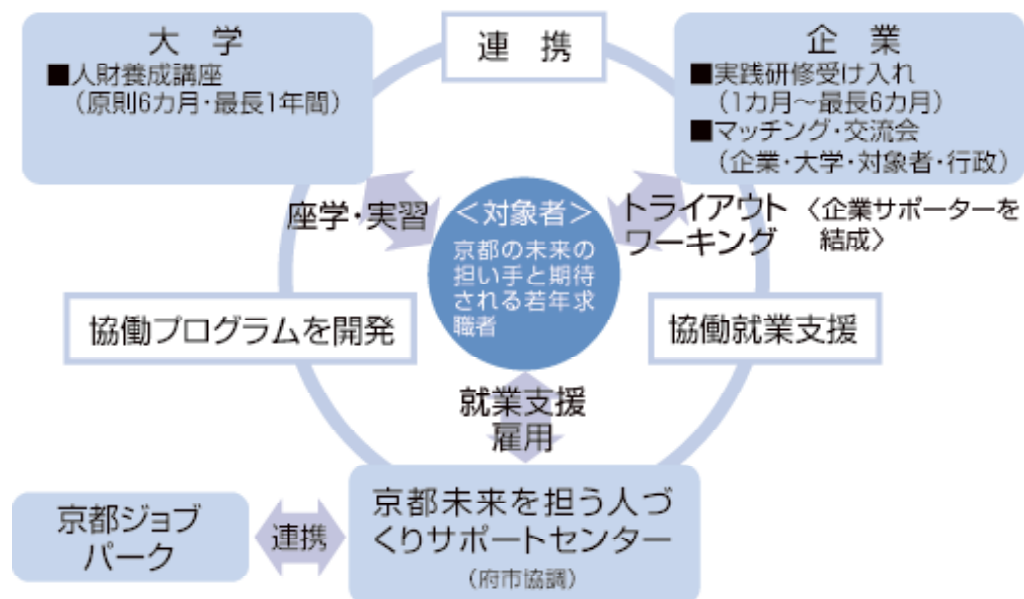 大 学
■人財養成講座
（原則6カ月・最長1年間）
連 携
企 業
■実践研修受け入れ
（1カ月～最長6カ月）
■マッチング・交流会
（企業・大学・対象者・行政）
座学・実習
＜対象者＞
京都の未来の
担い手と期待
される若年求
職者
トライアウト
ワーキング
〈企業サポーターを
結成〉
協働プログラムを開発
協働就業支援
就業支援
雇用
京都ジョブ
パーク
連携
京都未来を担う人づ
くりサポートセンター
（府市協調）